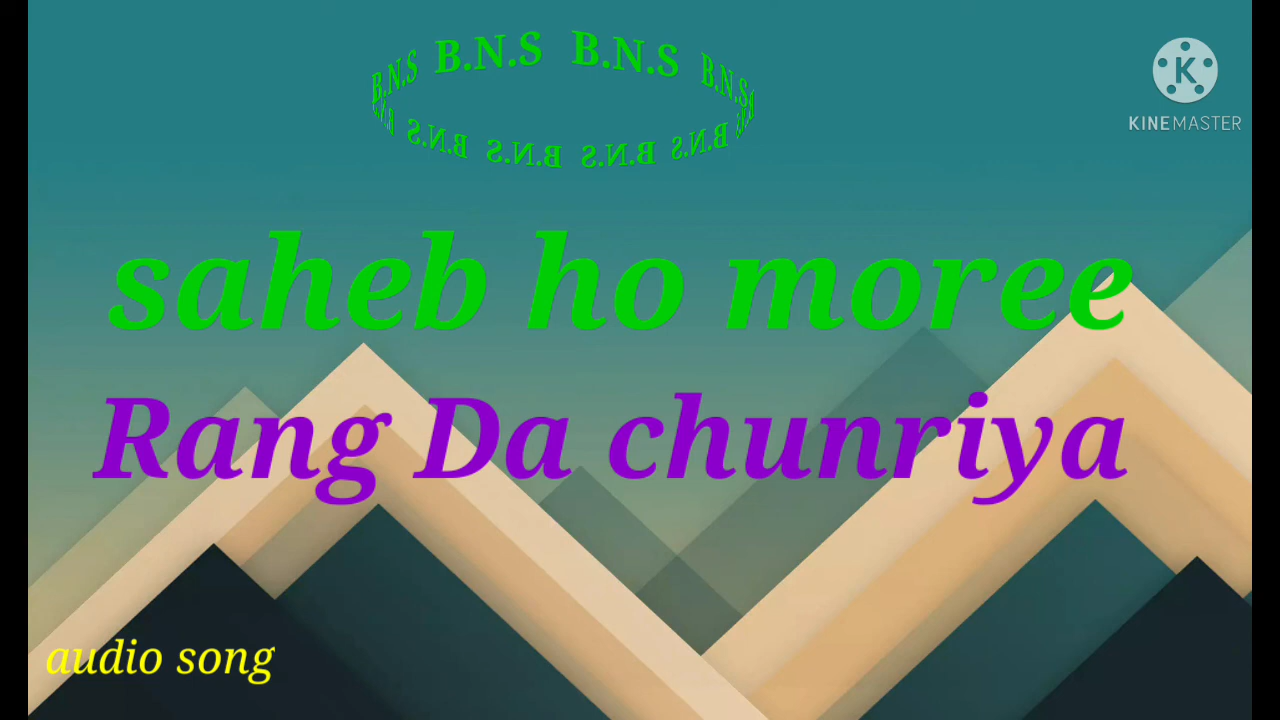 B.N.S B.N.S B.N.S B.N.S
B.N.S B.N.S B.N.S B.N.S
KINEMASTER
saheb ho moree
Rang Da chunriya
audio song